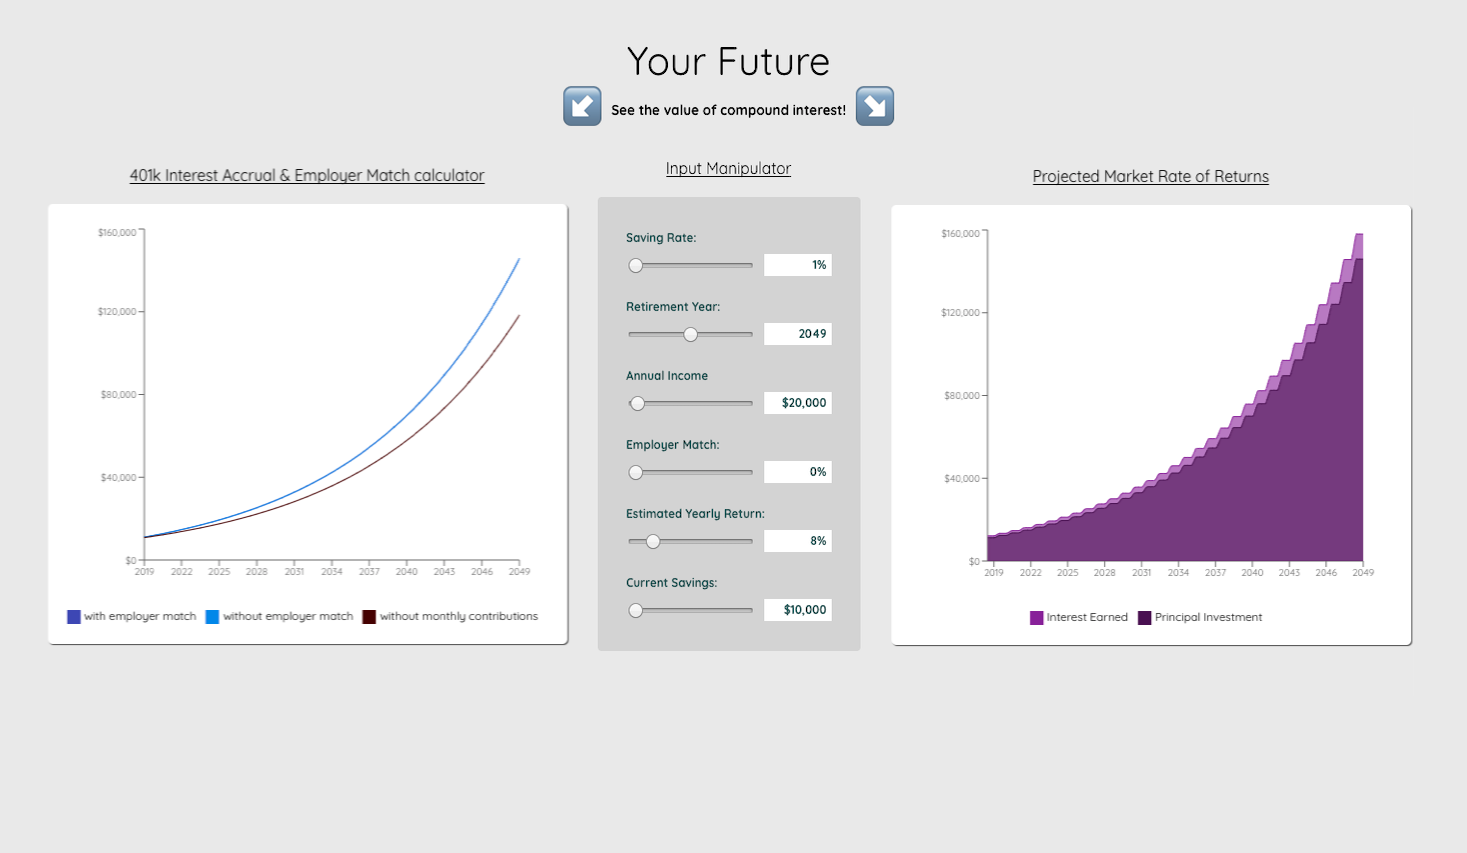 Your Future
See the value of compound interest!
401k Interest Accrual & Employer Match calculator
$160,000
$120,000
$80,000
$40,000
$0
2019 2022 2025 2028 2031 2034 2037 2040 2043 2046 2049
with employer match without employer match without monthly contributions
Input Manipulator
Saving Rate:
1%
Retirement Year:
2049
Annual Income
$20,000
Employer Match:
0%
Estimated Yearly Return:
8%
Current Savings:
$10,000
Projected Market Rate of Returns
$160,000
$120,000
$80,000
$40,000
$0
2019 2022 2025 2028 2031 2034 2037 2040 2043 2046 2049
Interest Earned Principal Investment